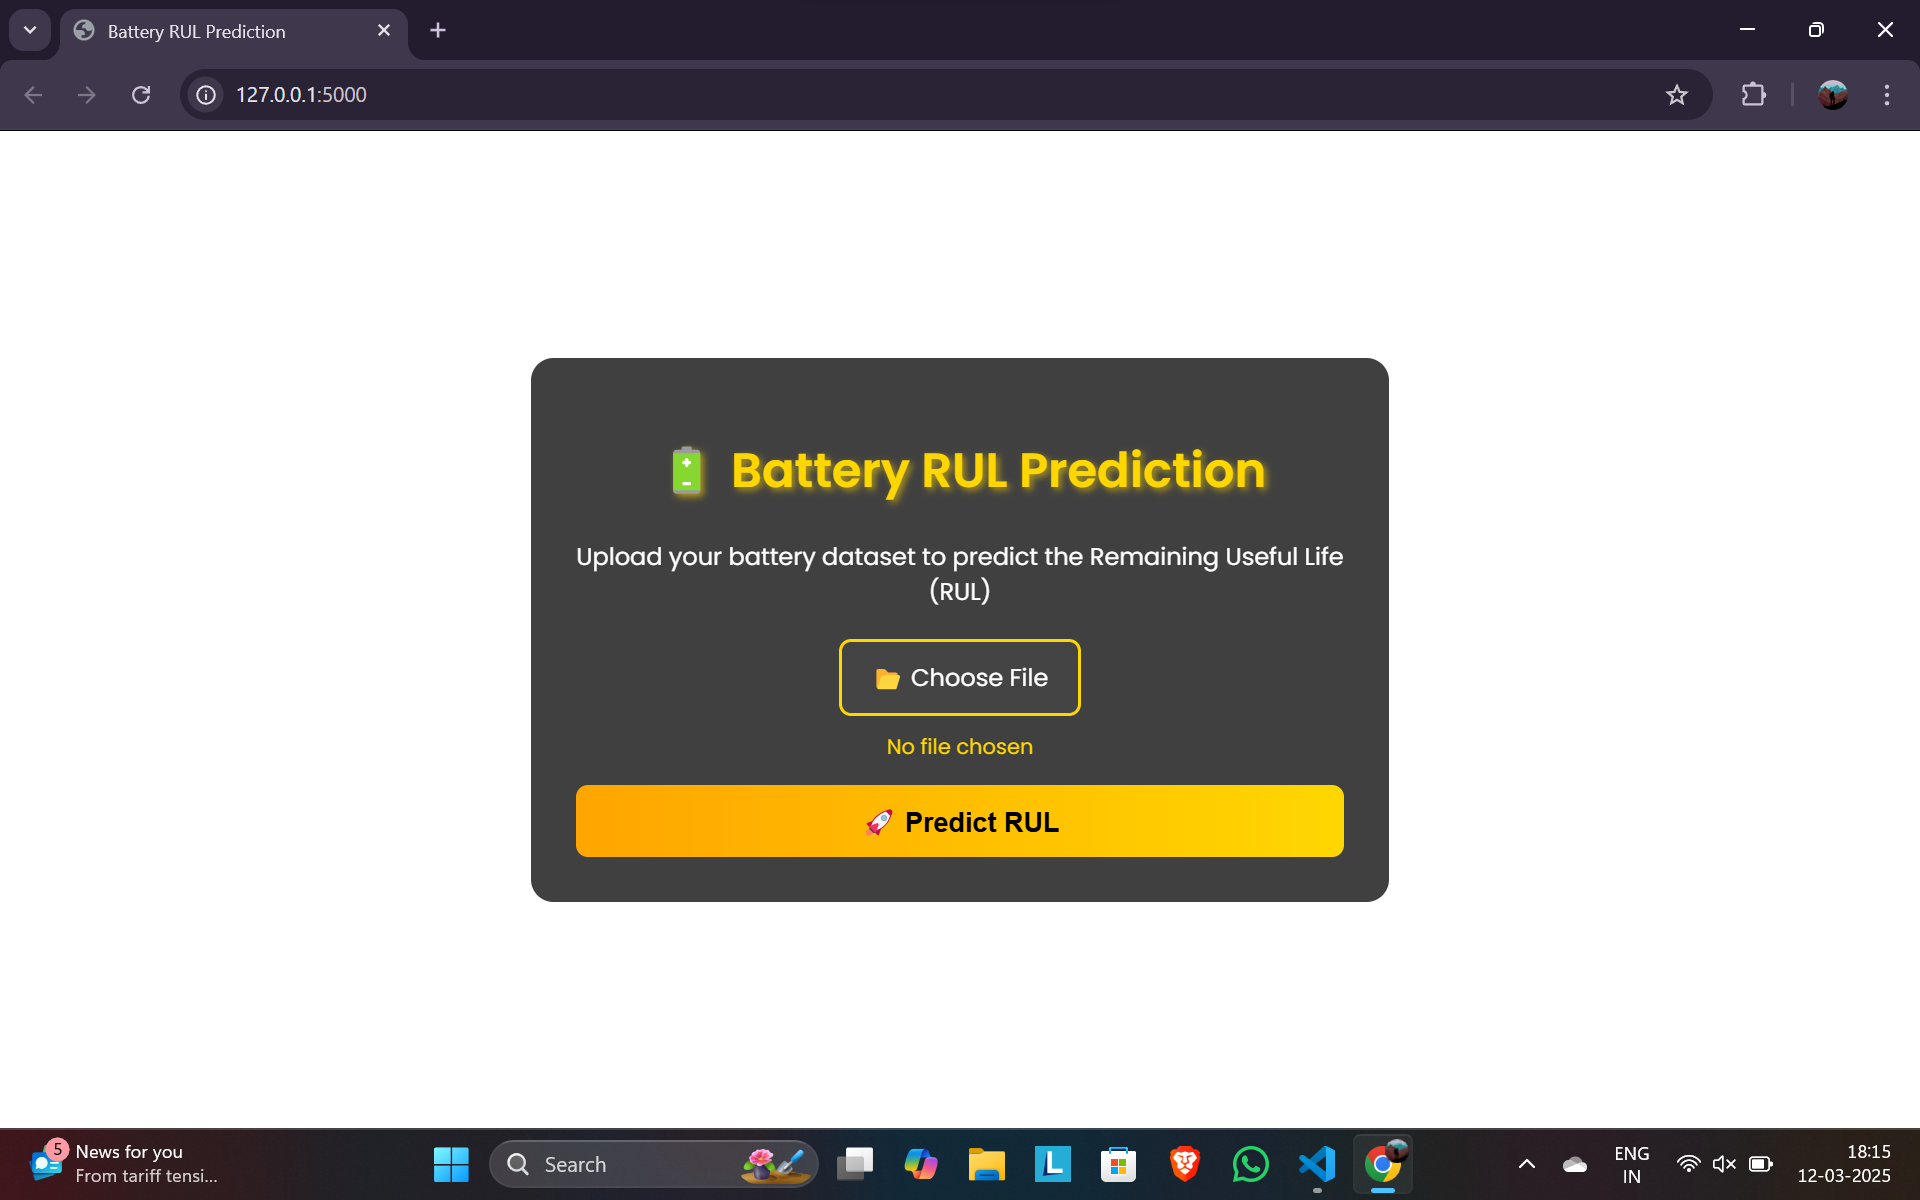 Battery RUL Prediction
127.0.0.1:5000
Battery RUL Prediction
Upload your battery dataset to predict the Remaining Useful Life
(RUL)
Choose File
No file chosen
Predict RUL
5
News for you
From tariff tensi...
Search
L
ENG
IN
18:15
12-03-2025